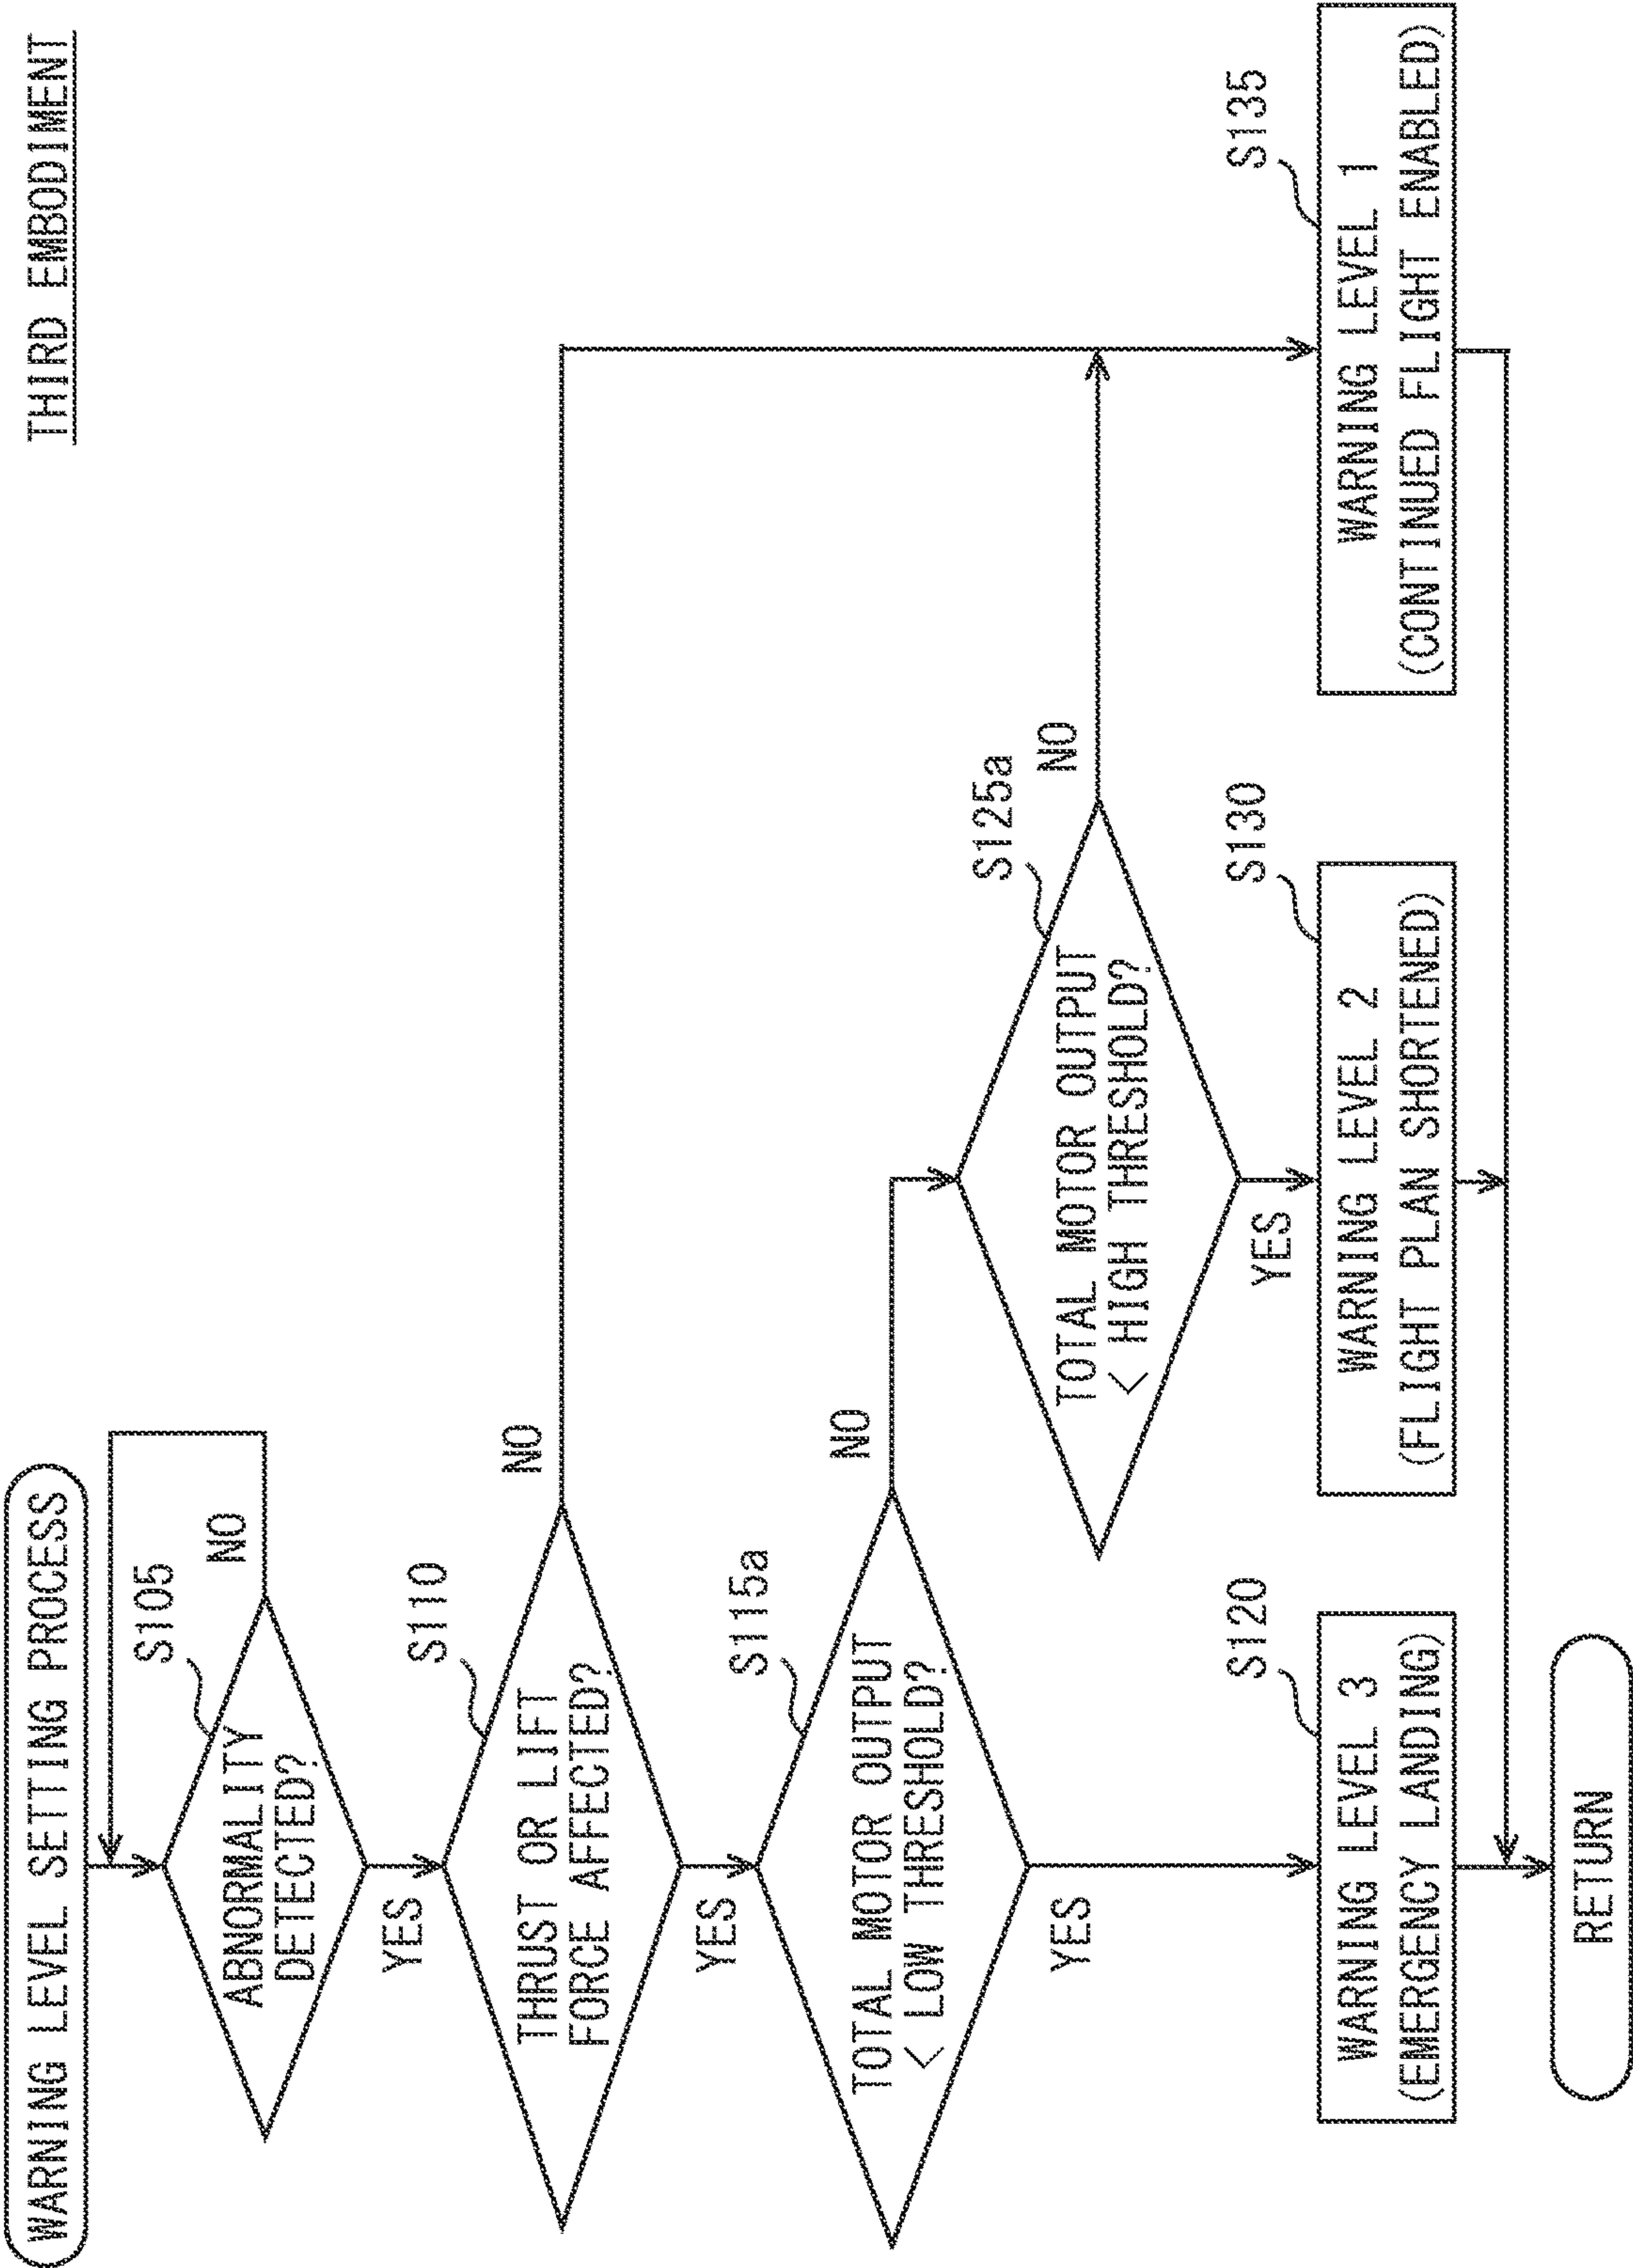 THIRD EMBODIMENT
WARNING LEVEL SETTING PROCESS
S105
ABNORMALITY
DETECTED?
NO
YES
S110
THRUST OR LIFT
FORCE AFFECTED?
NO
YES
S115a
TOTAL MOTOR OUTPUT
< LOW THRESHOLD?
NO
YES
S125a
TOTAL MOTOR OUTPUT
< HIGH THRESHOLD?
NO
YES
S120
WARNING LEVEL 3
(EMERGENCY LANDING)
S130
WARNING LEVEL 2
(FLIGHT PLAN SHORTENED)
S135
WARNING LEVEL 1
(CONTINUED FLIGHT ENABLED)
RETURN